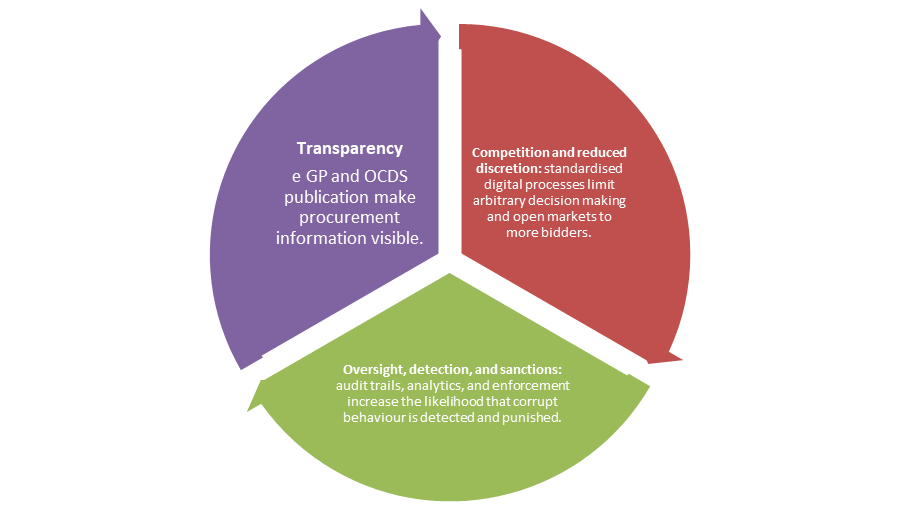 Transparency
e GP and OCDS
publication make
procurement
information visible.
Competition and reduced
discretion: standardised
digital processes limit
arbitrary decision making
and open markets to
more bidders.
Oversight, detection, and sanctions:
audit trails, analytics, and enforcement
increase the likelihood that corrupt
behaviour is detected and punished.